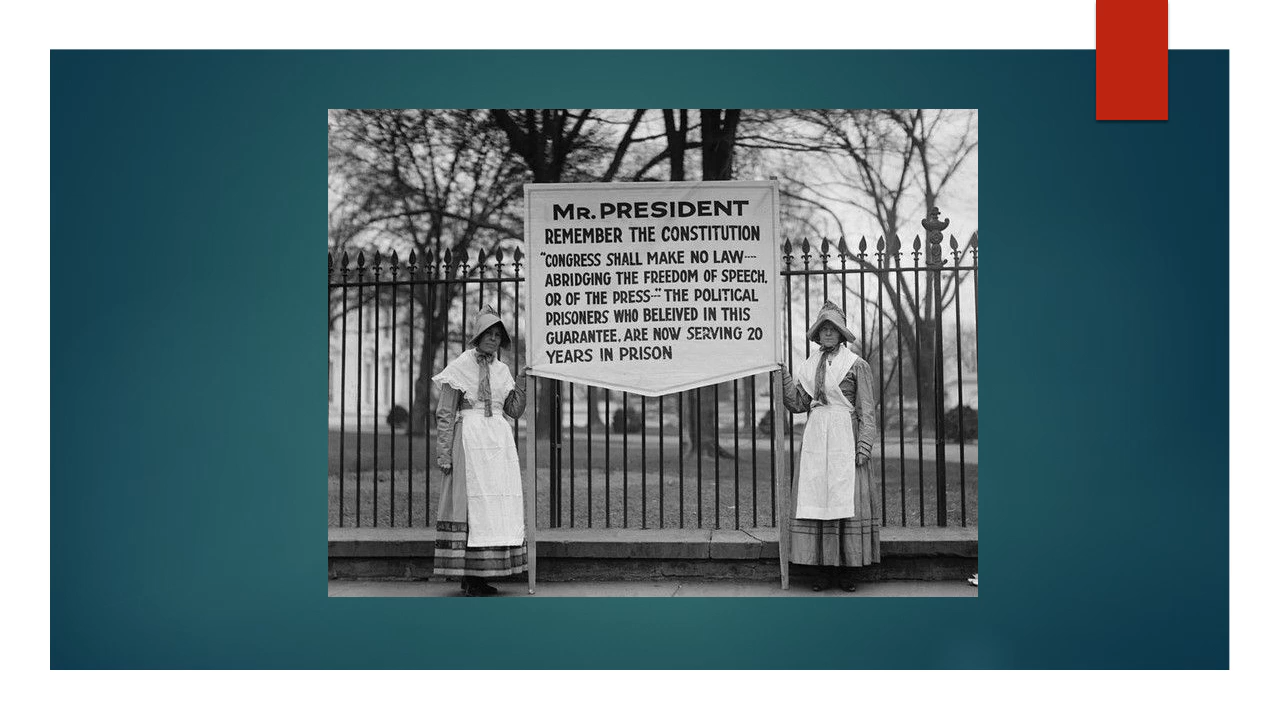 Mr. PRESIDENT
REMEMBER THE CONSTITUTION
"CONGRESS SHALL MAKE NO LAW----
ABRIDGING THE FREEDOM OF SPEECH,
OR OF THE PRESS--" THE POLITICAL
PRISONERS WHO BELEIVED IN THIS
GUARANTEE, ARE NOW SERVING 20
YEARS IN PRISON